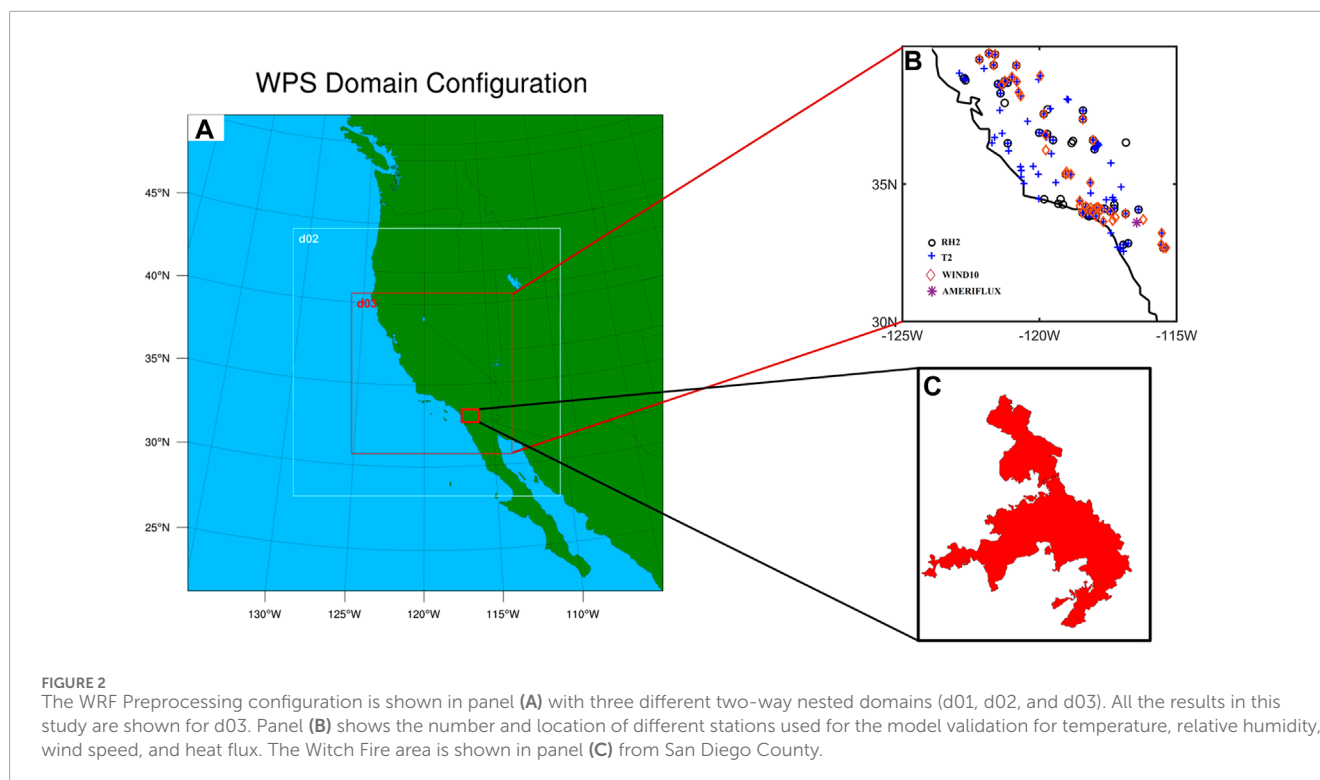 WPS Domain Configuration
A
45°N
40°N
35°N
30°N
25°N
130°W
125°W
120°W
115°W
110°W
d02
d03
B
35N
30N
-125W
-120W
-115W
RH2
T2
WIND10
AMERIFLUX
C
FIGURE 2
The WRF Preprocessing configuration is shown in panel (A) with three different two-way nested domains (d01, d02, and d03). All the results in this
study are shown for d03. Panel (B) shows the number and location of different stations used for the model validation for temperature, relative humidity,
wind speed, and heat flux. The Witch Fire area is shown in panel (C) from San Diego County.